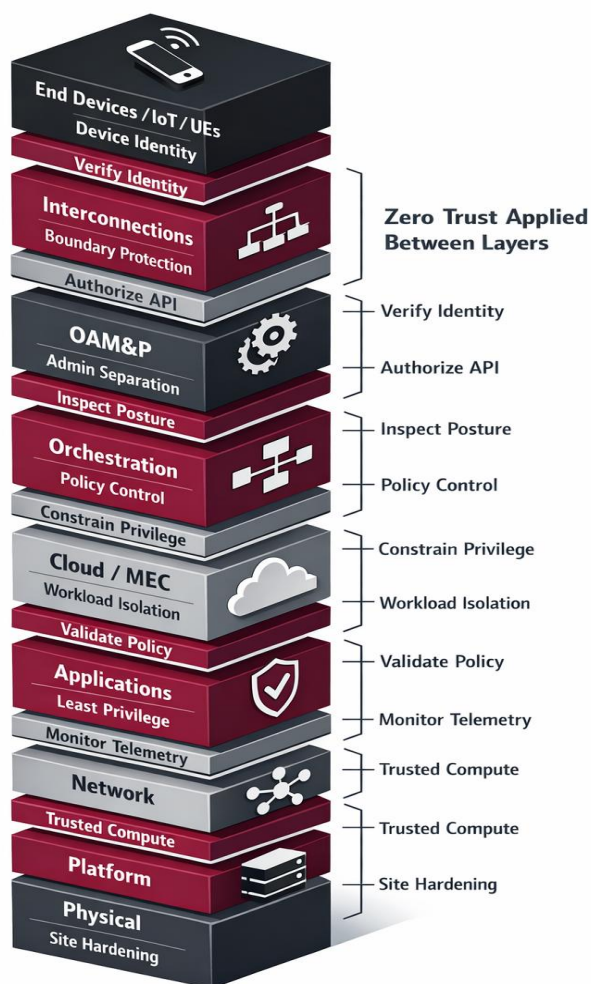 End Devices / IoT / UEs
Device Identity
Verify Identity
Interconnections
Boundary Protection
Authorize API
OAM&P
Admin Separation
Inspect Posture
Orchestration
Policy Control
Constrain Privilege
Cloud / MEC
Workload Isolation
Validate Policy
Applications
Least Privilege
Monitor Telemetry
Network
Trusted Compute
Platform
Physical
Site Hardening
Zero Trust Applied
Between Layers
Verify Identity
Authorize API
Inspect Posture
Policy Control
Constrain Privilege
Workload Isolation
Validate Policy
Monitor Telemetry
Trusted Compute
Trusted Compute
Site Hardening